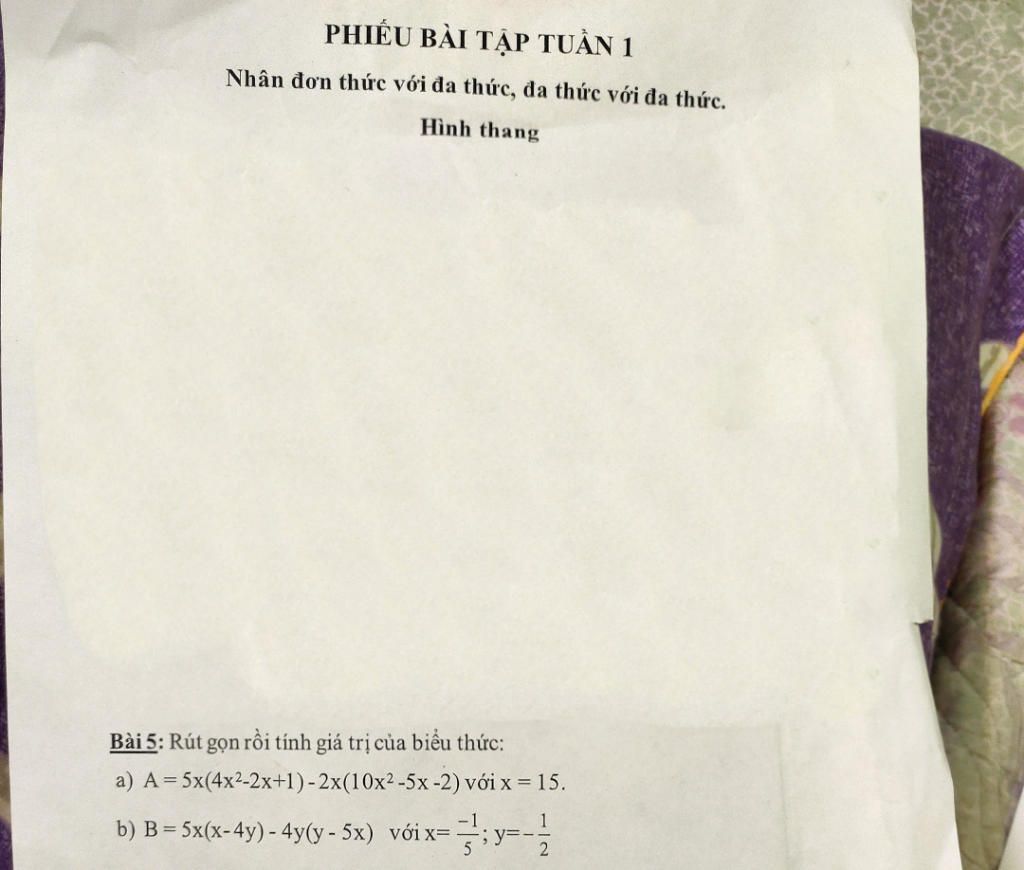 PHIẾU BÀI TẬP TUẦN 1
Nhân đơn thức với đa thức, đa thức với đa thức.
Hình thang
Bài 5: Rút gọn rồi tính giá trị của biểu thức:
a) A = 5x(4x²-2x+1) - 2x(10x² -5x -2) với x = 15.
b) B = 5x(x- 4y) - 4y(y - 5x) với x= \frac{-1}{5}; y= -\frac{1}{2}